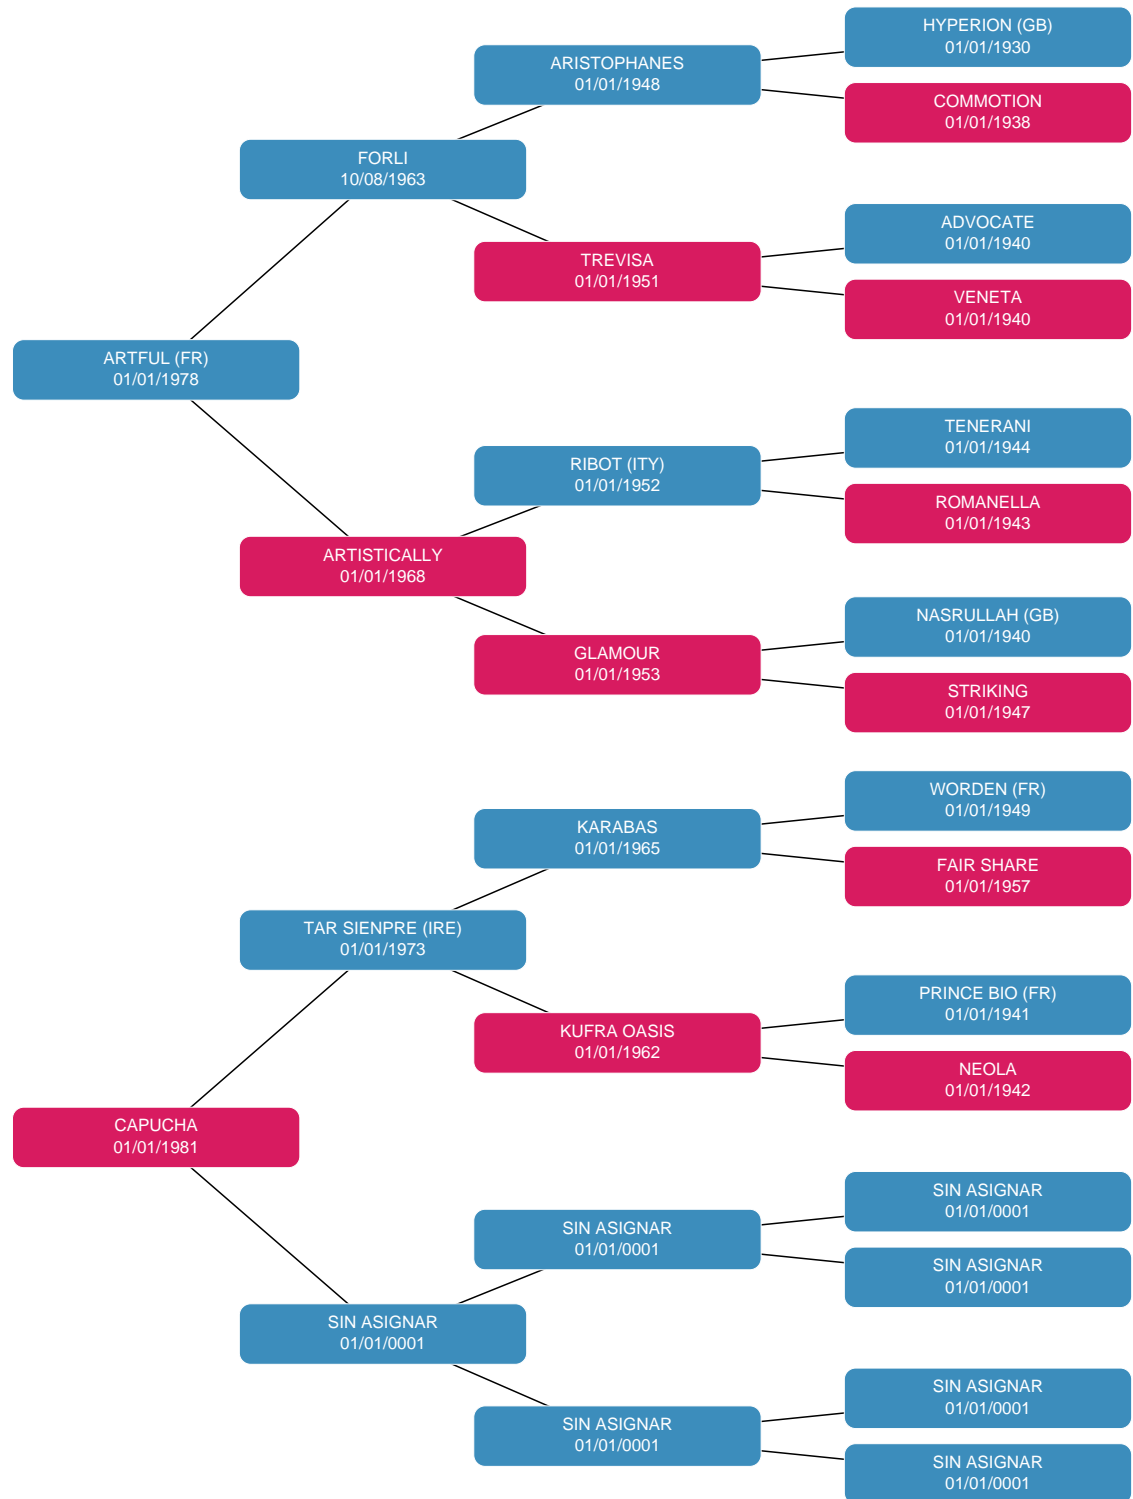 HYPERION (GB)
01/01/1930
ARISTOPHANES
01/01/1948
COMMOTION
01/01/1938
FORLI
10/08/1963
ADVOCATE
01/01/1940
TREVISA
01/01/1951
VENETA
01/01/1940
ARTFUL (FR)
01/01/1978
TENERANI
01/01/1944
RIBOT (ITY)
01/01/1952
ROMANELLA
01/01/1943
ARTISTICALLY
01/01/1968
NASRULLAH (GB)
01/01/1940
GLAMOUR
01/01/1953
STRIKING
01/01/1947
WORDEN (FR)
01/01/1949
KARABAS
01/01/1965
FAIR SHARE
01/01/1957
TAR SIENPRE (IRE)
01/01/1973
PRINCE BIO (FR)
01/01/1941
KUFRA OASIS
01/01/1962
NEOLA
01/01/1942
CAPUCHA
01/01/1981
SIN ASIGNAR
01/01/0001
SIN ASIGNAR
01/01/0001
SIN ASIGNAR
01/01/0001
SIN ASIGNAR
01/01/0001
SIN ASIGNAR
01/01/0001
SIN ASIGNAR
01/01/0001
SIN ASIGNAR
01/01/0001